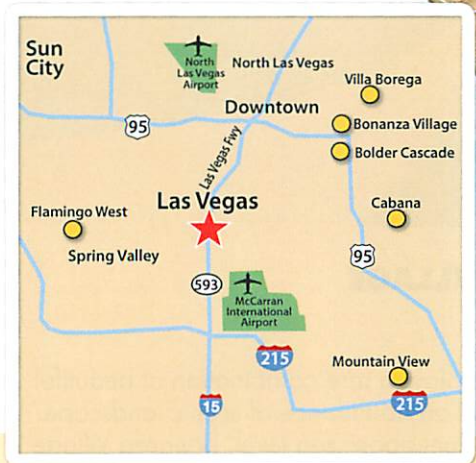 Sun
City
North
Las Vegas
Airport
North Las Vegas
Villa Borega
Downtown
95
Bonanza Village
Bolder Cascade
Las Vegas Fwy
Las Vegas
Cabana
Flamingo West
Spring Valley
95
593
McCarran
International
Airport
215
Mountain View
15
215